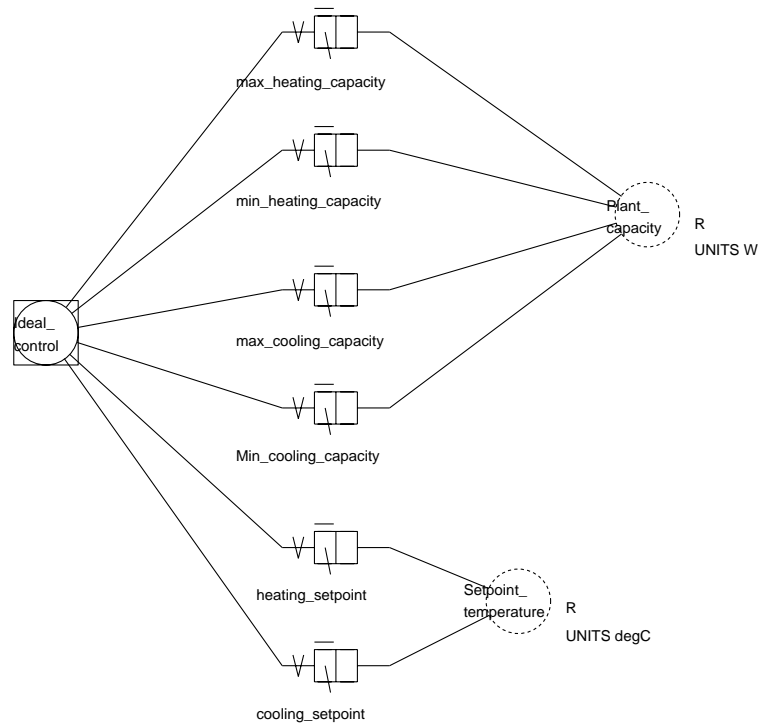 V
max_heating_capacity
V
min_heating_capacity
Plant_
capacity
R
UNITS W
V
max_cooling_capacity
Ideal_
control
V
Min_cooling_capacity
V
heating_setpoint
Setpoint_
temperature
R
UNITS degC
V
cooling_setpoint